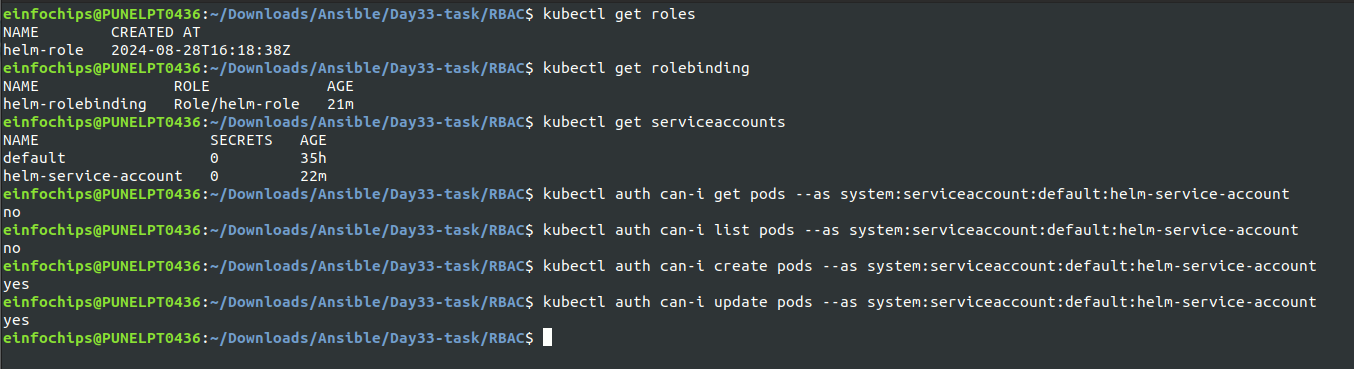 einfochips@PUNELPT0436:~/Downloads/Ansible/Day33-task/RBAC$ kubectl get roles
NAME        CREATED AT
helm-role   2024-08-28T16:18:38Z
einfochips@PUNELPT0436:~/Downloads/Ansible/Day33-task/RBAC$ kubectl get rolebinding
NAME               ROLE             AGE
helm-rolebinding   Role/helm-role   21m
einfochips@PUNELPT0436:~/Downloads/Ansible/Day33-task/RBAC$ kubectl get serviceaccounts
NAME                   SECRETS   AGE
default                0         35h
helm-service-account   0         22m
einfochips@PUNELPT0436:~/Downloads/Ansible/Day33-task/RBAC$ kubectl auth can-i get pods --as system:serviceaccount:default:helm-service-account
no
einfochips@PUNELPT0436:~/Downloads/Ansible/Day33-task/RBAC$ kubectl auth can-i list pods --as system:serviceaccount:default:helm-service-account
no
einfochips@PUNELPT0436:~/Downloads/Ansible/Day33-task/RBAC$ kubectl auth can-i create pods --as system:serviceaccount:default:helm-service-account
yes
einfochips@PUNELPT0436:~/Downloads/Ansible/Day33-task/RBAC$ kubectl auth can-i update pods --as system:serviceaccount:default:helm-service-account
yes
einfochips@PUNELPT0436:~/Downloads/Ansible/Day33-task/RBAC$